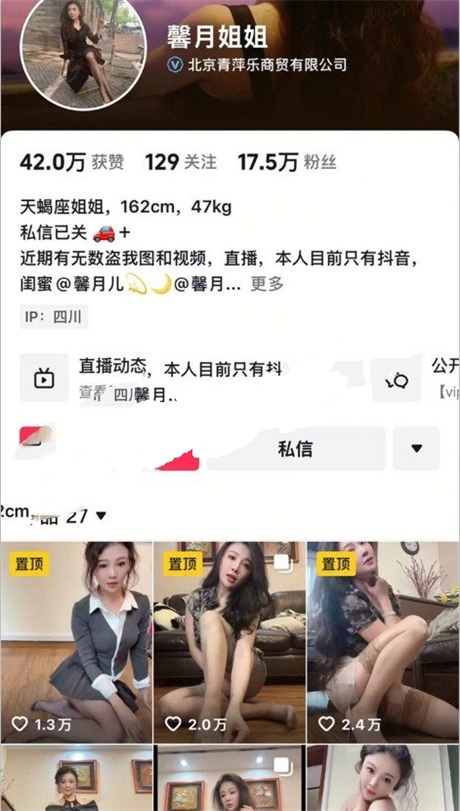 馨月姐姐
北京青萍乐商贸有限公司
42.0万 获赞 129 关注 17.5万 粉丝
天蝎座姐姐，162cm，47kg
私信已关 🚗+
近期有无数盗我图和视频，直播，本人目前只有抖音，
闺蜜@馨月儿💫🌙@馨月... 更多
IP：四川
直播动态，本人目前只有抖
公开
查看
四川
馨月..
【vip
私信
2cm,
品 27
置顶
置顶
置顶
1.3万
2.0万
2.4万